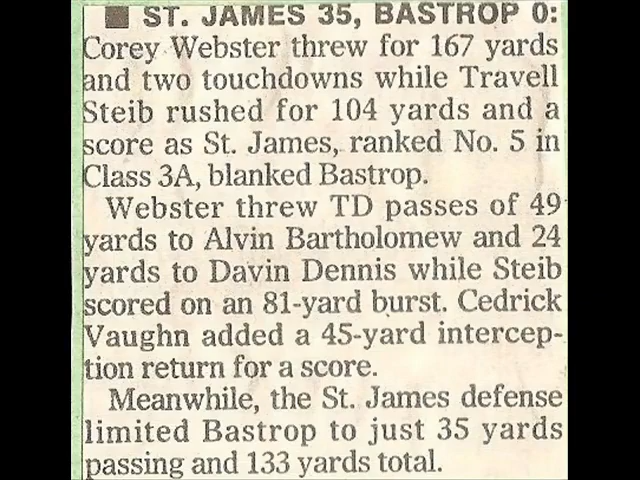 ■ ST. JAMES 35, BASTROP 0:
Corey Webster threw for 167 yards
and two touchdowns while Travell
Steib rushed for 104 yards and a
score as St. James, ranked No. 5 in
Class 3A, blanked Bastrop.
Webster threw TD passes of 49
yards to Alvin Bartholomew and 24
yards to Davin Dennis while Steib
scored on an 81-yard burst. Cedrick
Vaughn added a 45-yard intercep-
tion return for a score.
Meanwhile, the St. James defense
limited Bastrop to just 35 yards
passing and 133 yards total.